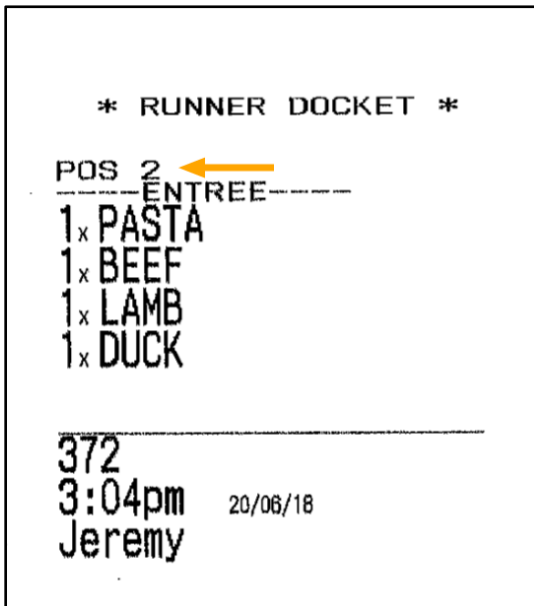 * RUNNER DOCKET *
POS 2
-----ENTREE-----
1x PASTA
1x BEEF
1x LAMB
1x DUCK
372
3:04pm 20/06/18
Jeremy